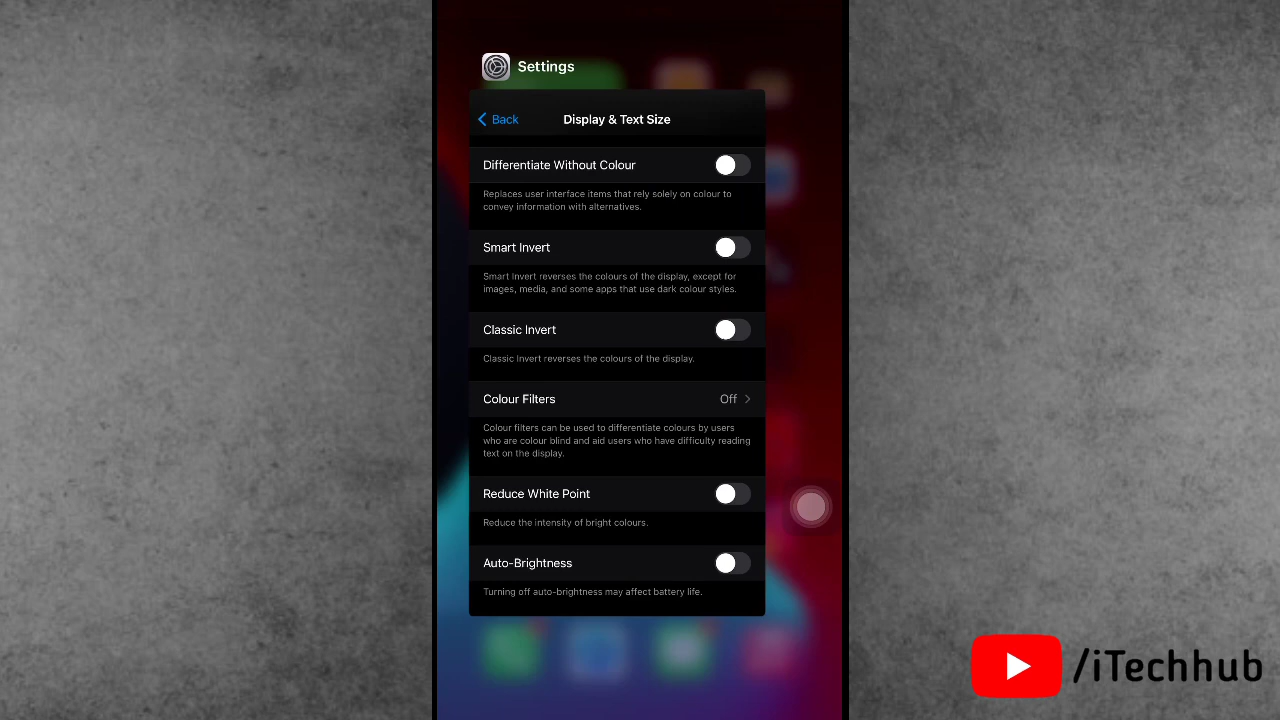 Settings
Back
Display & Text Size
Differentiate Without Colour
Replaces user interface items that rely solely on colour to
convey information with alternatives.
Smart Invert
Smart Invert reverses the colours of the display, except for
images, media, and some apps that use dark colour styles.
Classic Invert
Classic Invert reverses the colours of the display.
Colour Filters
Off
Colour filters can be used to differentiate colours by users
who are colour blind and aid users who have difficulty reading
text on the display.
Reduce White Point
Reduce the intensity of bright colours.
Auto-Brightness
Turning off auto-brightness may affect battery life.
/iTechhub